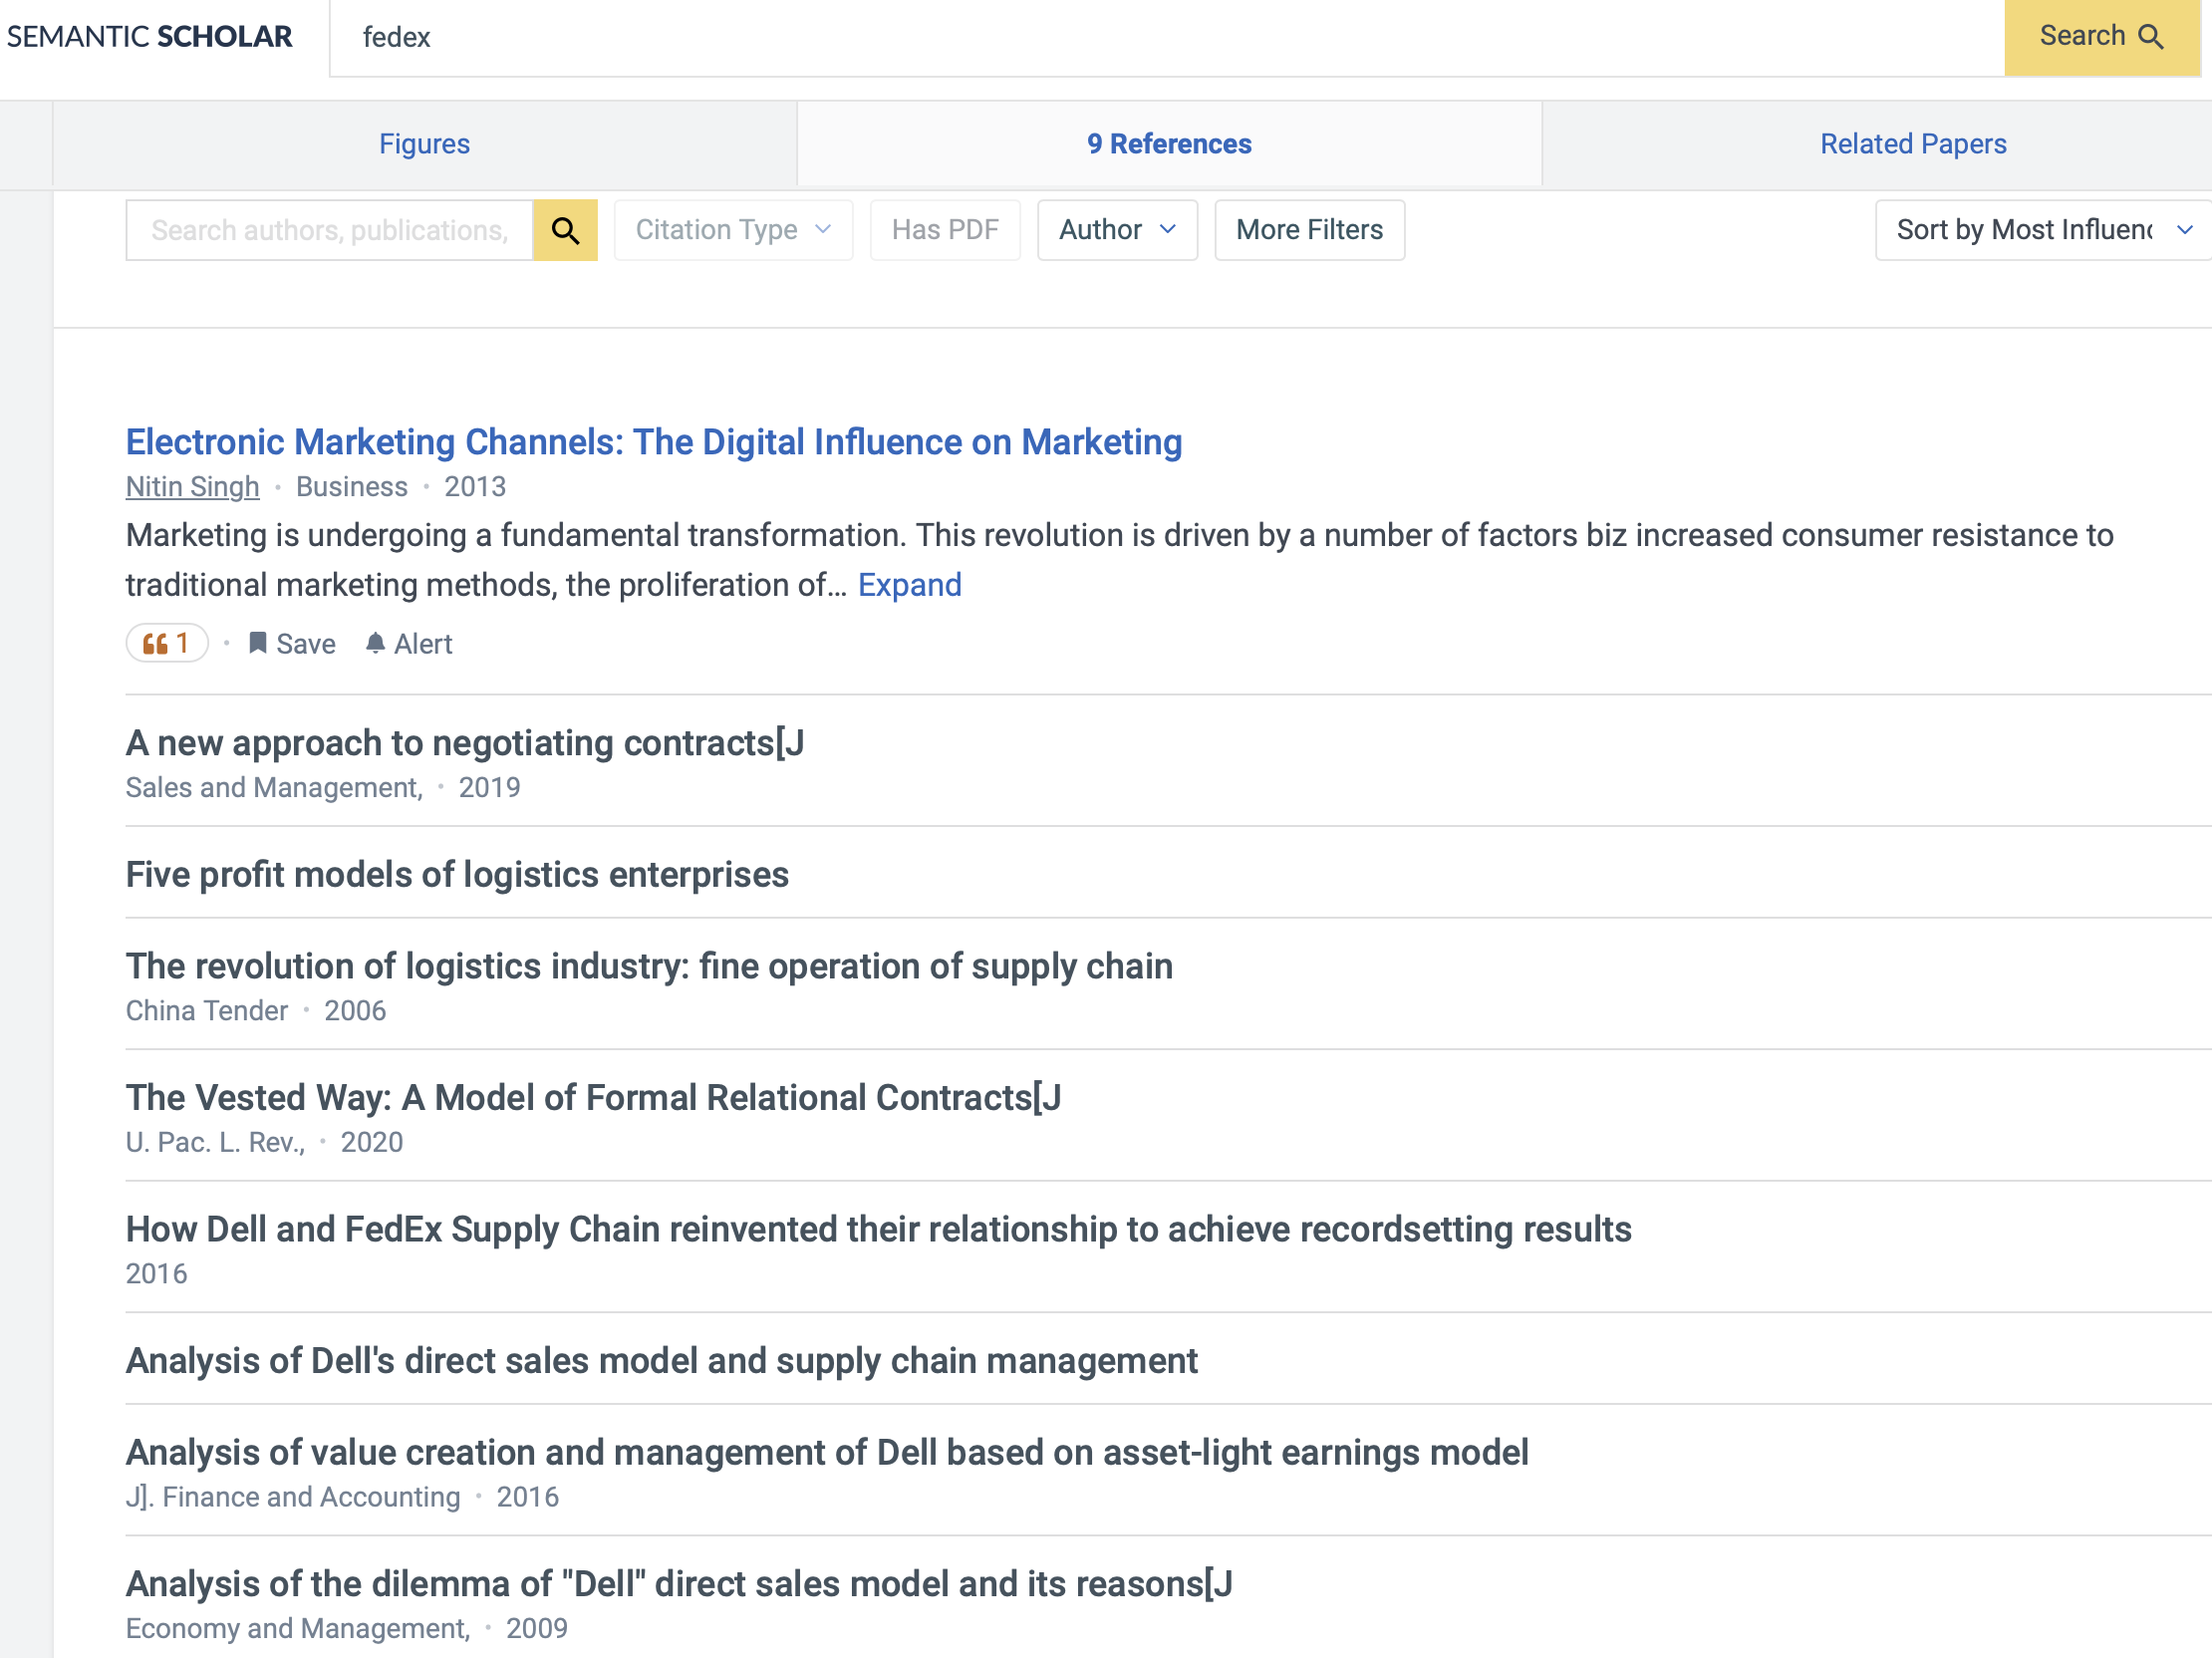 SEMANTIC SCHOLAR
fedex
Search
Figures
9 References
Related Papers
Search authors, publications,
Citation Type
Has PDF
Author
More Filters
Sort by Most Influenc
Electronic Marketing Channels: The Digital Influence on Marketing
Nitin Singh • Business • 2013
Marketing is undergoing a fundamental transformation. This revolution is driven by a number of factors biz increased consumer resistance to
traditional marketing methods, the proliferation of… Expand
1 • Save Alert
A new approach to negotiating contracts[J
Sales and Management, • 2019
Five profit models of logistics enterprises
The revolution of logistics industry: fine operation of supply chain
China Tender • 2006
The Vested Way: A Model of Formal Relational Contracts[J
U. Pac. L. Rev., • 2020
How Dell and FedEx Supply Chain reinvented their relationship to achieve recordsetting results
2016
Analysis of Dell's direct sales model and supply chain management
Analysis of value creation and management of Dell based on asset-light earnings model
J]. Finance and Accounting • 2016
Analysis of the dilemma of "Dell" direct sales model and its reasons[J
Economy and Management, • 2009